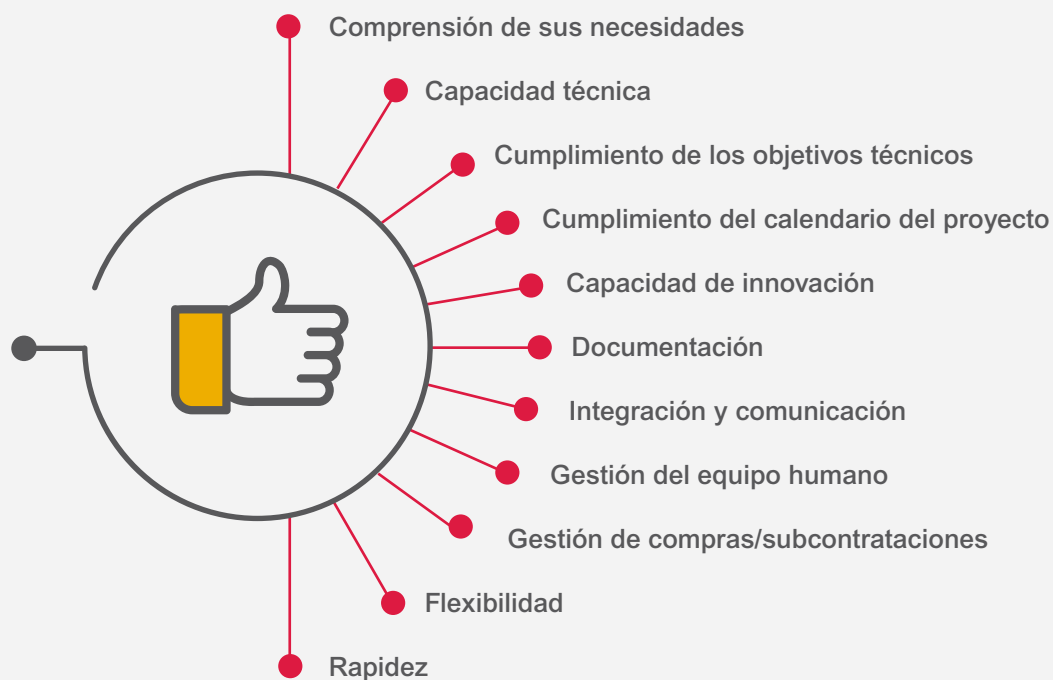 Comprensión de sus necesidades
Capacidad técnica
Cumplimiento de los objetivos técnicos
Cumplimiento del calendario del proyecto
Capacidad de innovación
Documentación
Integración y comunicación
Gestión del equipo humano
Gestión de compras/subcontrataciones
Flexibilidad
Rapidez